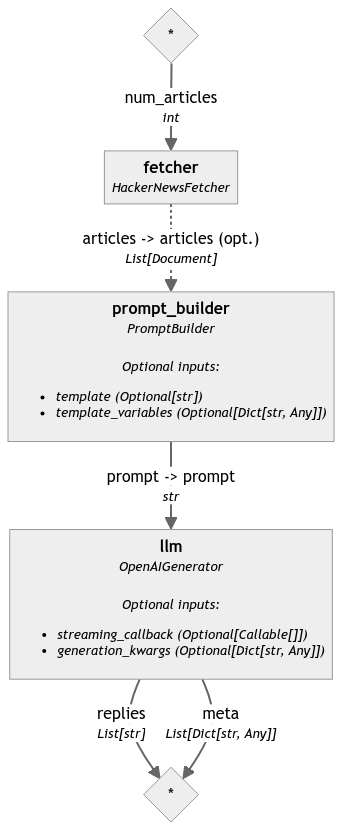 *
num_articles
int
fetcher
HackerNewsFetcher
articles -> articles (opt.)
List[Document]
prompt_builder
PromptBuilder
Optional inputs:
• template (Optional[str])
• template_variables (Optional[Dict[str, Any]])
prompt -> prompt
str
llm
OpenAIGenerator
Optional inputs:
• streaming_callback (Optional[Callable[]])
• generation_kwargs (Optional[Dict[str, Any]])
replies meta
List[str] List[Dict[str, Any]]
*